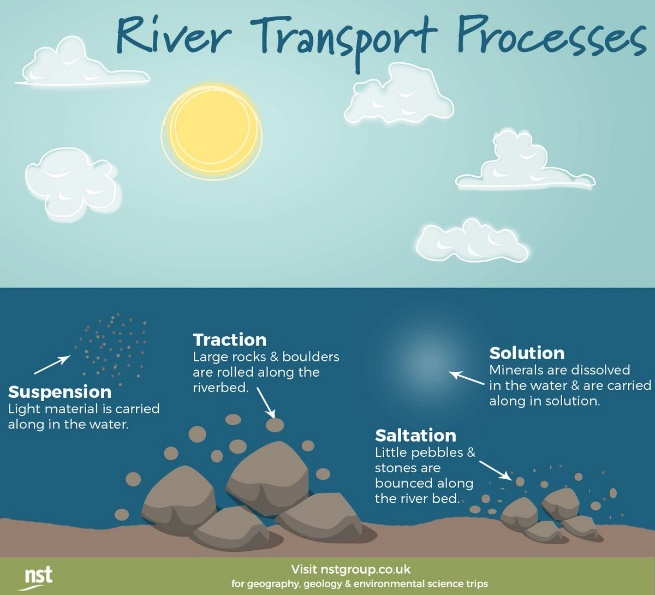 River Transport Processes
Suspension
Light material is carried
along in the water.
Traction
Large rocks & boulders
are rolled along the
riverbed.
Solution
Minerals are dissolved
in the water & are carried
along in solution.
Saltation
Little pebbles &
stones are
bounced along
the river bed.
nst
Visit nstgroup.co.uk
for geography, geology & environmental science trips